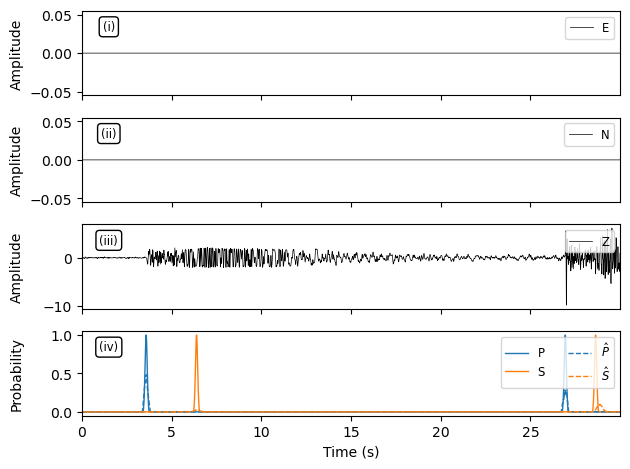 Amplitude
0.05
0.00
−0.05
(i)
E
Amplitude
0.05
0.00
−0.05
(ii)
N
Amplitude
0
−10
(iii)
Z
Probability
1.0
0.5
0.0
(iv)
P
S
P̂
Ŝ
0 5 10 15 20 25
Time (s)